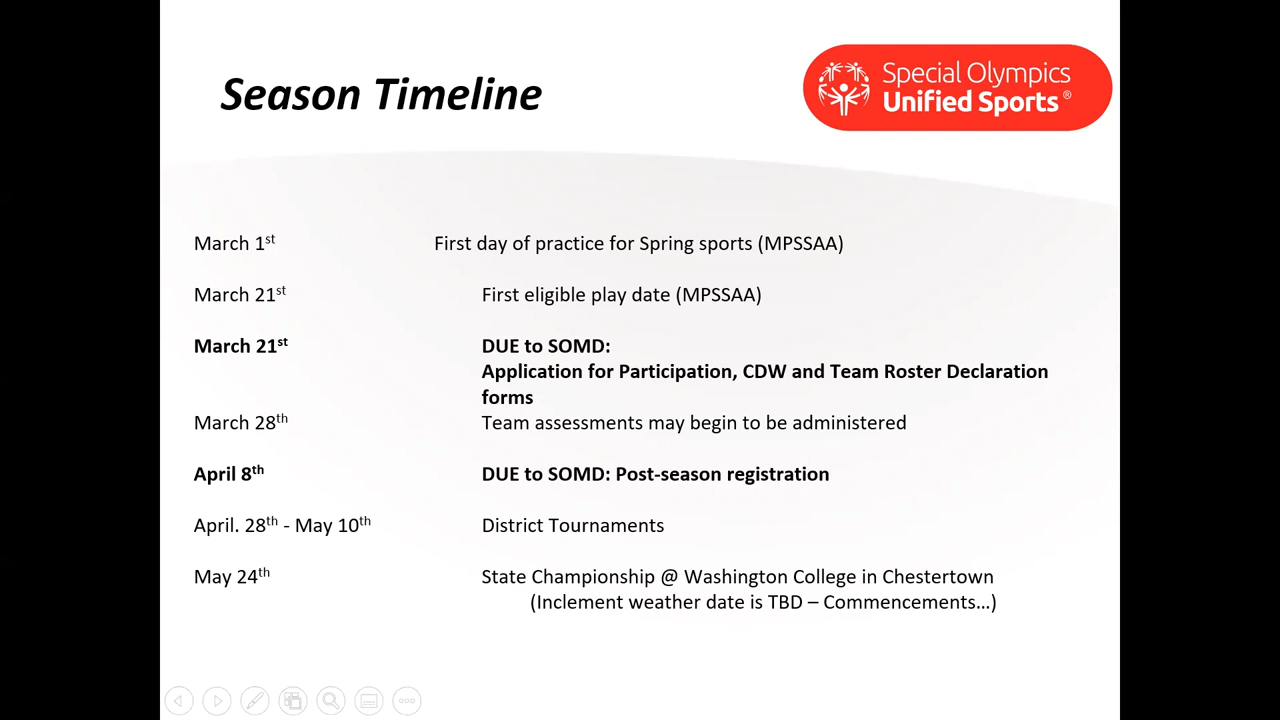 Season Timeline
Special Olympics
Unified Sports®
March 1st First day of practice for Spring sports (MPSSAA)
March 21st First eligible play date (MPSSAA)
March 21st DUE to SOMD:
Application for Participation, CDW and Team Roster Declaration
forms
March 28th Team assessments may begin to be administered
April 8th DUE to SOMD: Post-season registration
April. 28th - May 10th District Tournaments
May 24th State Championship @ Washington College in Chestertown
(Inclement weather date is TBD – Commencements...)